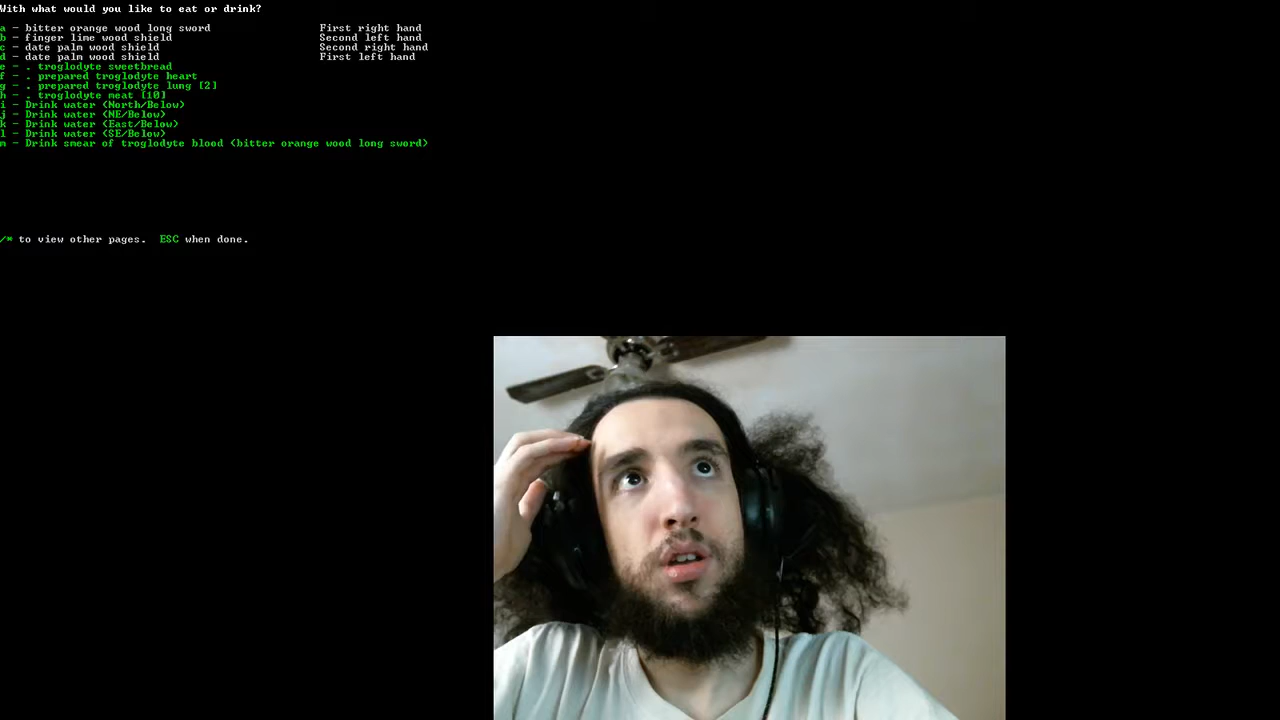 With what would you like to eat or drink?
a - bitter orange wood long sword First right hand
b - finger lime wood shield Second left hand
c - date palm wood shield Second right hand
d - date palm wood shield First left hand
e - . troglodyte sweetbread
f - . prepared troglodyte heart
g - . prepared troglodyte lung [2]
h - . troglodyte meat [10]
i - Drink water (North/Below)
j - Drink water (NE/Below)
k - Drink water (East/Below)
l - Drink water (SE/Below)
m - Drink smear of troglodyte blood (bitter orange wood long sword)
/* to view other pages. ESC when done.